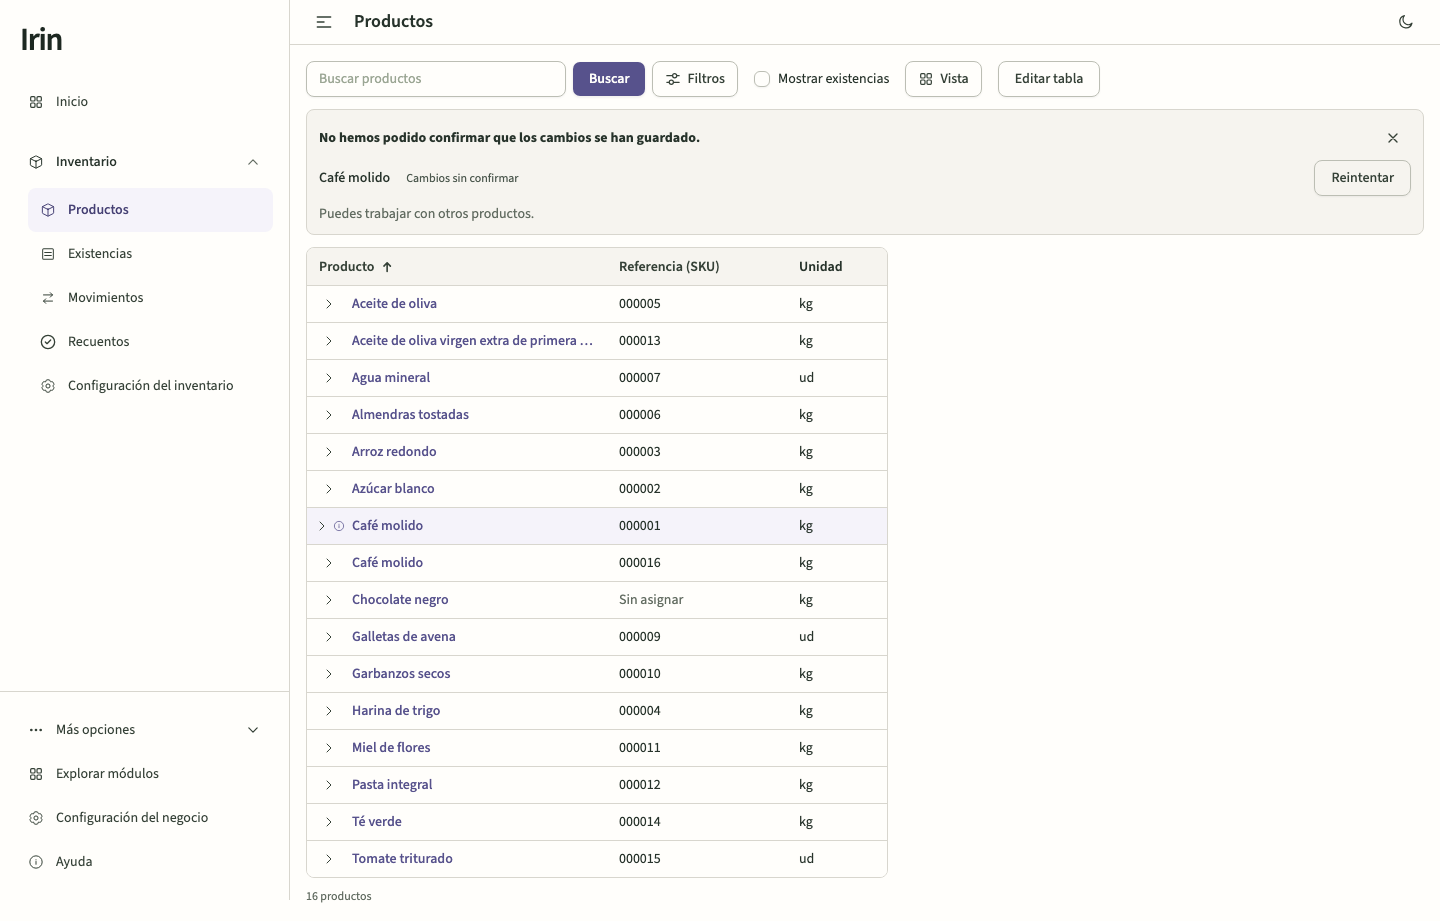 Irin
Inicio
Inventario
Productos
Existencias
Movimientos
Recuentos
Configuración del inventario
Más opciones
Explorar módulos
Configuración del negocio
Ayuda
Productos
Buscar productos Buscar Filtros Mostrar existencias Vista Editar tabla
No hemos podido confirmar que los cambios se han guardado.
Café molido Cambios sin confirmar Reintentar
Puedes trabajar con otros productos.
Producto Referencia (SKU) Unidad
Aceite de oliva 000005 kg
Aceite de oliva virgen extra de primera … 000013 kg
Agua mineral 000007 ud
Almendras tostadas 000006 kg
Arroz redondo 000003 kg
Azúcar blanco 000002 kg
Café molido 000001 kg
Café molido 000016 kg
Chocolate negro Sin asignar kg
Galletas de avena 000009 ud
Garbanzos secos 000010 kg
Harina de trigo 000004 kg
Miel de flores 000011 kg
Pasta integral 000012 kg
Té verde 000014 kg
Tomate triturado 000015 ud
16 productos